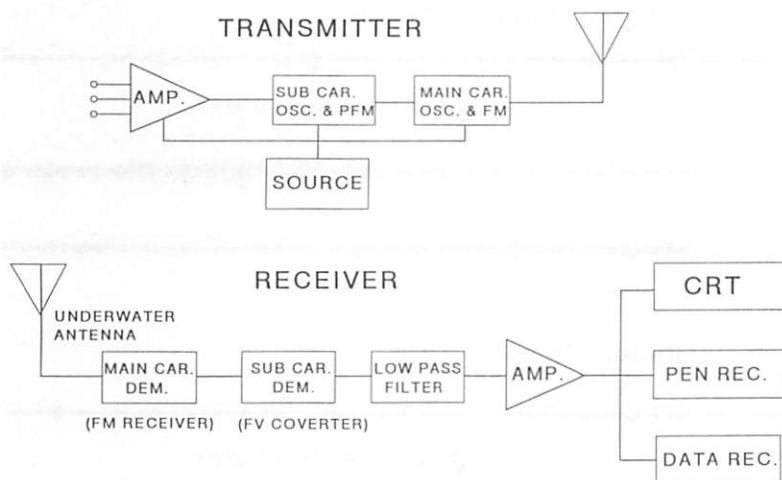 TRANSMITTER
AMP.
SUB CAR.
OSC. & PFM
MAIN CAR.
OSC. & FM
SOURCE
RECEIVER
UNDERWATER
ANTENNA
MAIN CAR.
DEM.
(FM RECEIVER)
SUB CAR.
DEM.
(FV COVERTER)
LOW PASS
FILTER
AMP.
CRT
PEN REC.
DATA REC.